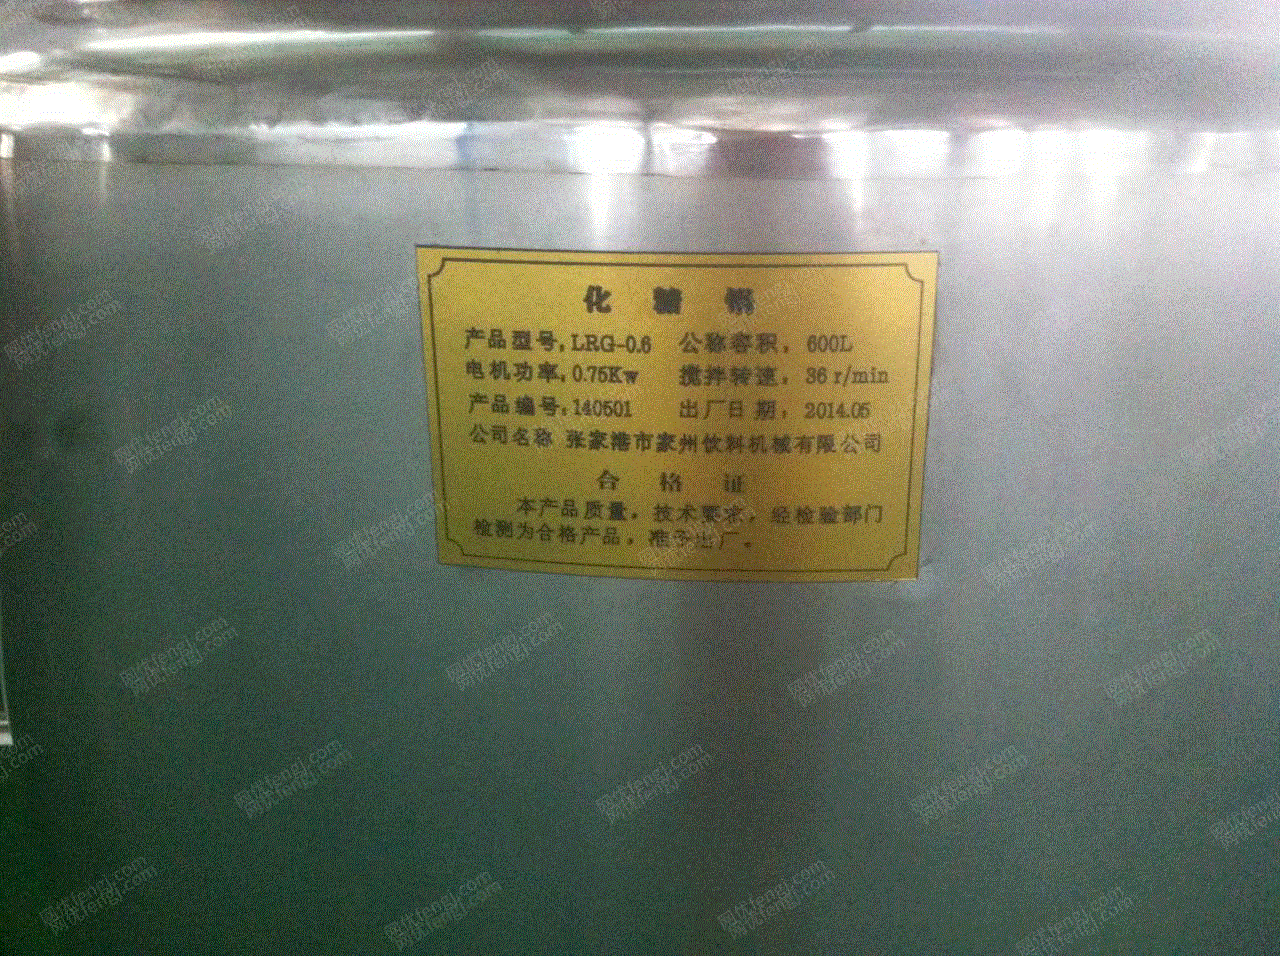 化 糖 锅
产品型号:LRG-0.6 公称容积:600L
电机功率:0.75Kw 搅拌转速:36 r/min
产品编号:140501 出厂日期:2014.05
公司名称 张家港市家州饮料机械有限公司
合 格 证
本产品质量,技术要求,经检验部门
检测为合格产品,准予出厂。